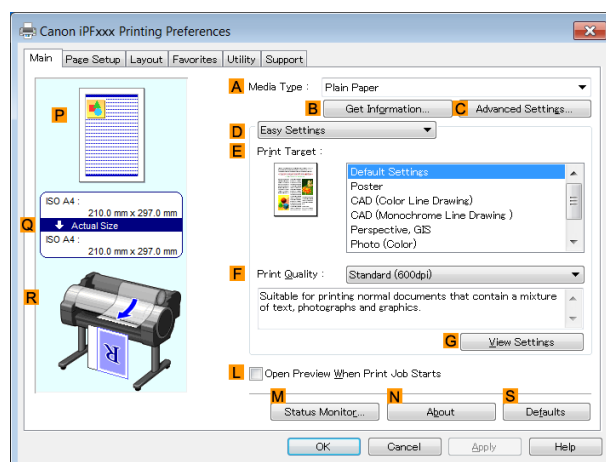 Canon iPFxxx Printing Preferences
Main Page Setup Layout Favorites Utility Support
A Media Type : Plain Paper
B Get Information... C Advanced Settings...
D Easy Settings
E Print Target :
Default Settings
Poster
CAD (Color Line Drawing)
CAD (Monochrome Line Drawing )
Perspective, GIS
Photo (Color)
P
Q
ISO A4 :
210.0 mm x 297.0 mm
Actual Size
ISO A4 :
210.0 mm x 297.0 mm
R
R
F Print Quality : Standard (600dpi)
Suitable for printing normal documents that contain a mixture
of text, photographs and graphics.
G View Settings
L Open Preview When Print Job Starts
M N S
Status Monitor... About Defaults
OK Cancel Apply Help